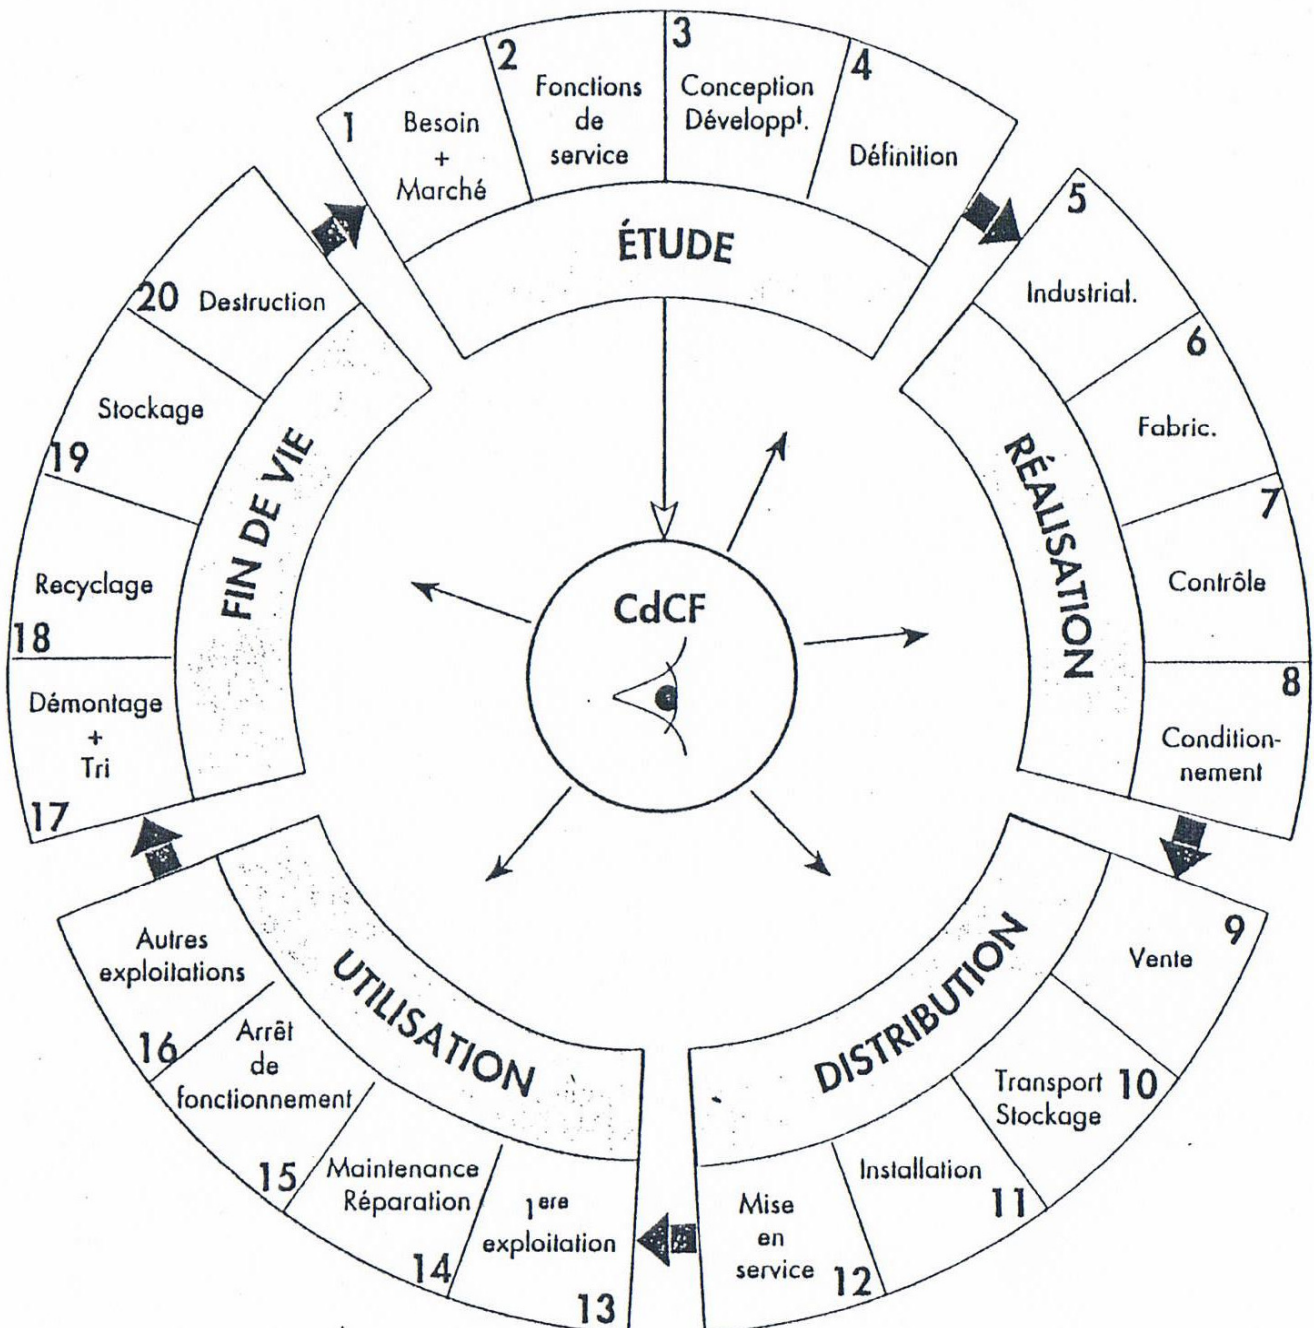 1
Besoin
+
Marché
2
Fonctions
de
service
3
Conception
Développt.
4
Définition
ÉTUDE
5
Industrial.
6
Fabric.
7
Contrôle
8
Condition-
nement
RÉALISATION
9
Vente
10
Transport
Stockage
11
Installation
12
Mise
en
service
DISTRIBUTION
13
1ere
exploitation
14
Maintenance
Réparation
15
Arrêt
de
fonctionnement
16
Autres
exploitations
UTILISATION
17
Démontage
+
Tri
18
Recyclage
19
Stockage
20
Destruction
FIN DE VIE
CdCF